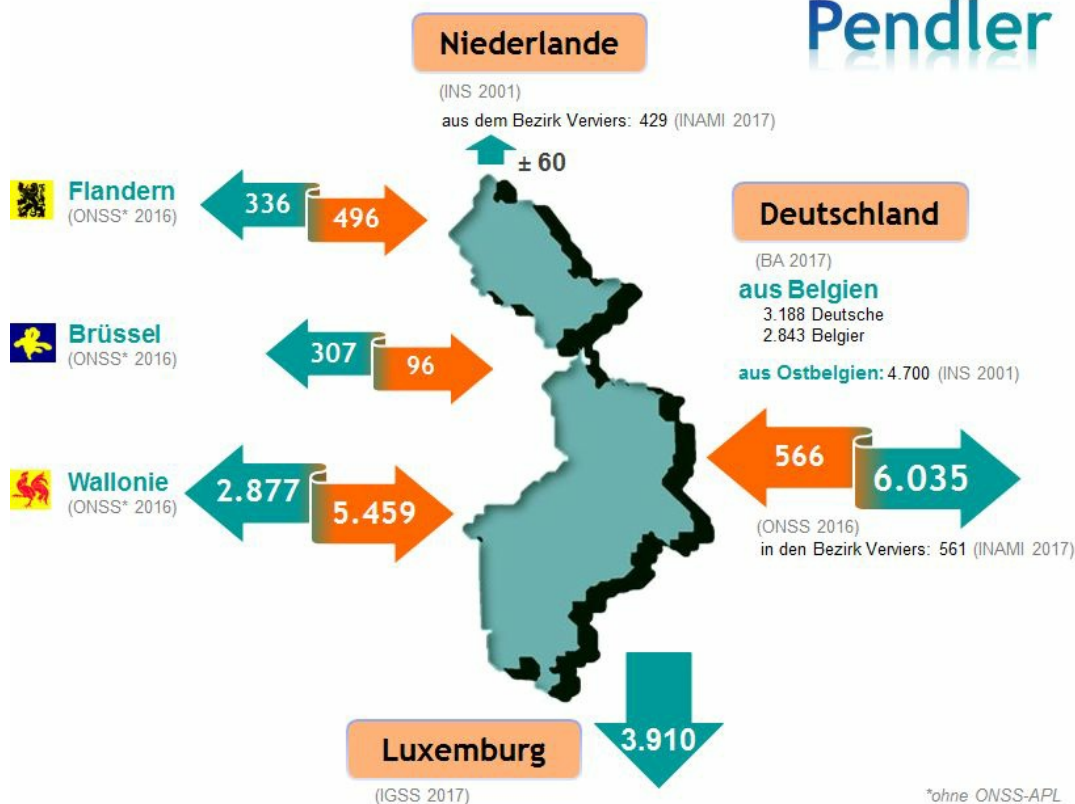 Pendler
Niederlande
(INS 2001)
aus dem Bezirk Verviers: 429 (INAMI 2017)
± 60
Flandern
(ONSS* 2016)
336
496
Deutschland
(BA 2017)
aus Belgien
3.188 Deutsche
2.843 Belgier
aus Ostbelgien: 4.700 (INS 2001)
Brüssel
(ONSS* 2016)
307
96
566
6.035
(ONSS 2016)
in den Bezirk Verviers: 561 (INAMI 2017)
Wallonie
(ONSS* 2016)
2.877
5.459
3.910
Luxemburg
(IGSS 2017)
*ohne ONSS-APL